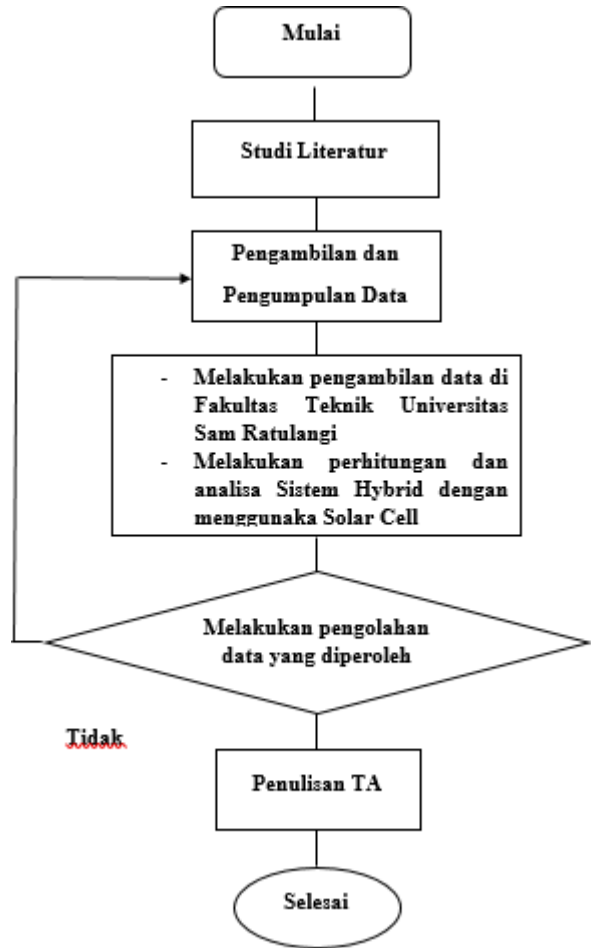 Mulai
Studi Literatur
Pengambilan dan
Pengumpulan Data
- Melakukan pengambilan data di
Fakultas Teknik Universitas
Sam Ratulangi
- Melakukan perhitungan dan
analisa Sistem Hybrid dengan
menggunaka Solar Cell
Melakukan pengolahan
data yang diperoleh
Tidak
Penulisan TA
Selesai